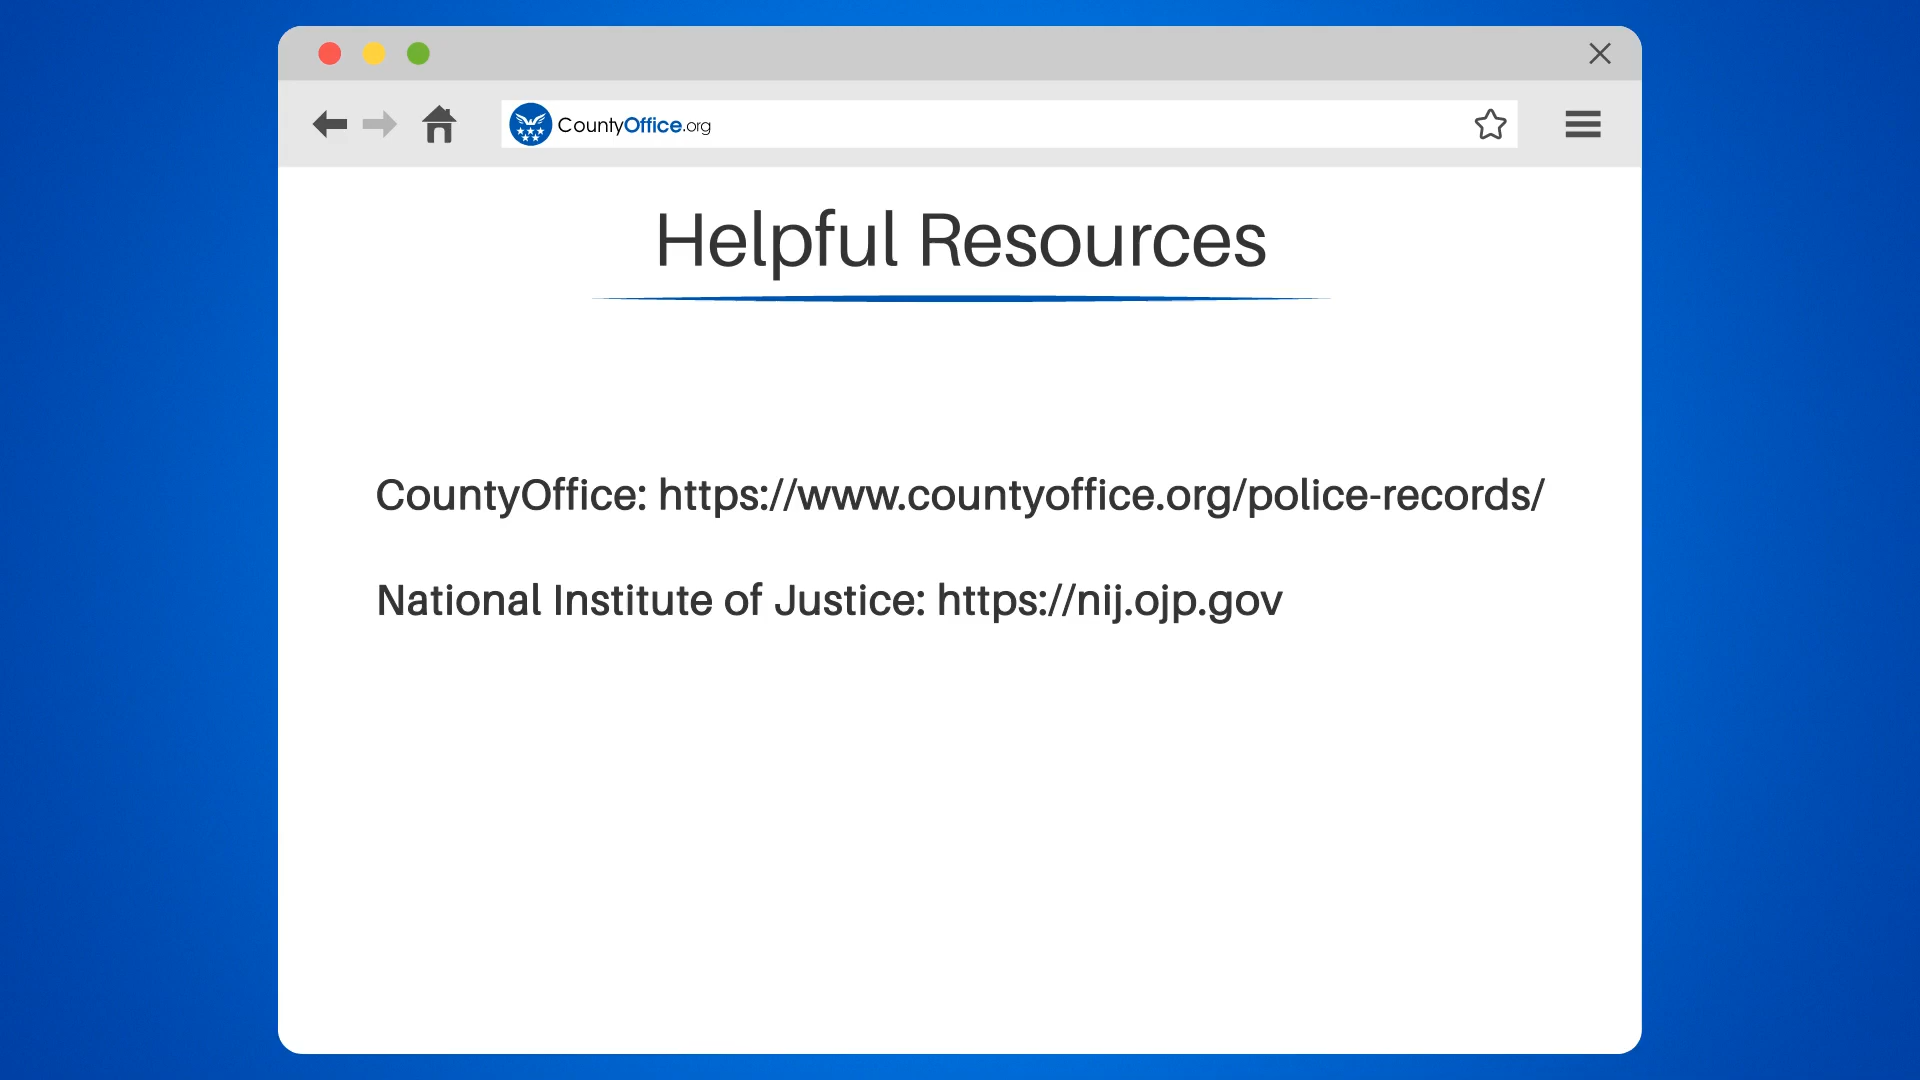 CountyOffice.org
Helpful Resources
CountyOffice: https://www.countyoffice.org/police-records/
National Institute of Justice: https://nij.ojp.gov